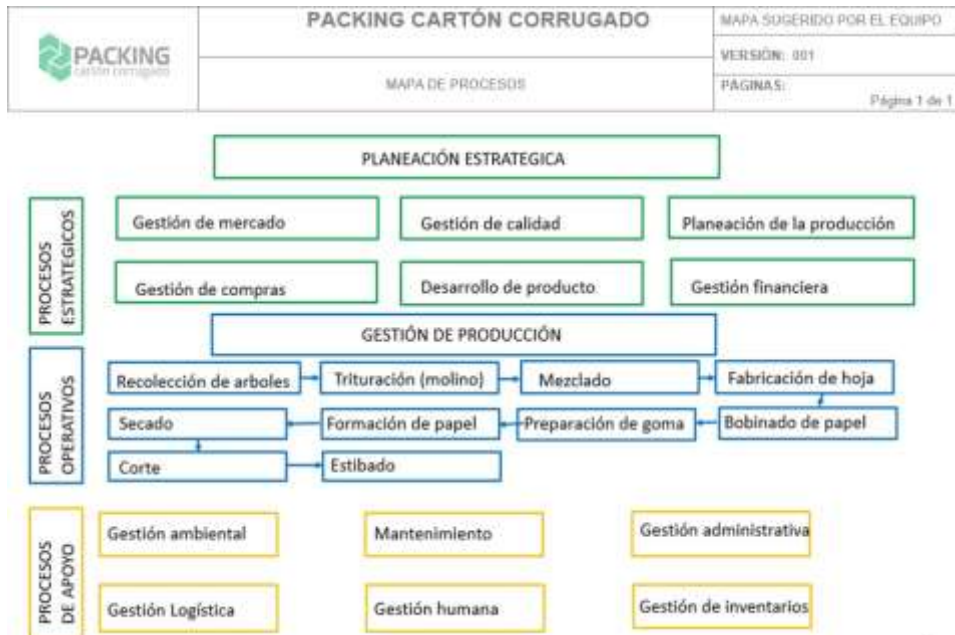 PACKING
cartón corrugado
PACKING CARTÓN CORRUGADO
MAPA DE PROCESOS
MAPA SUGERIDO POR EL EQUIPO
VERSIÓN: 001
PÁGINAS:
Página 1 de 1
PLANEACIÓN ESTRATEGICA
PROCESOS
ESTRATEGICOS
Gestión de mercado
Gestión de calidad
Planeación de la producción
Gestión de compras
Desarrollo de producto
Gestión financiera
GESTIÓN DE PRODUCCIÓN
PROCESOS
OPERATIVOS
Recolección de arboles
Trituración (molino)
Mezclado
Fabricación de hoja
Secado
Formación de papel
Preparación de goma
Bobinado de papel
Corte
Estibado
PROCESOS
DE APOYO
Gestión ambiental
Mantenimiento
Gestión administrativa
Gestión Logística
Gestión humana
Gestión de inventarios